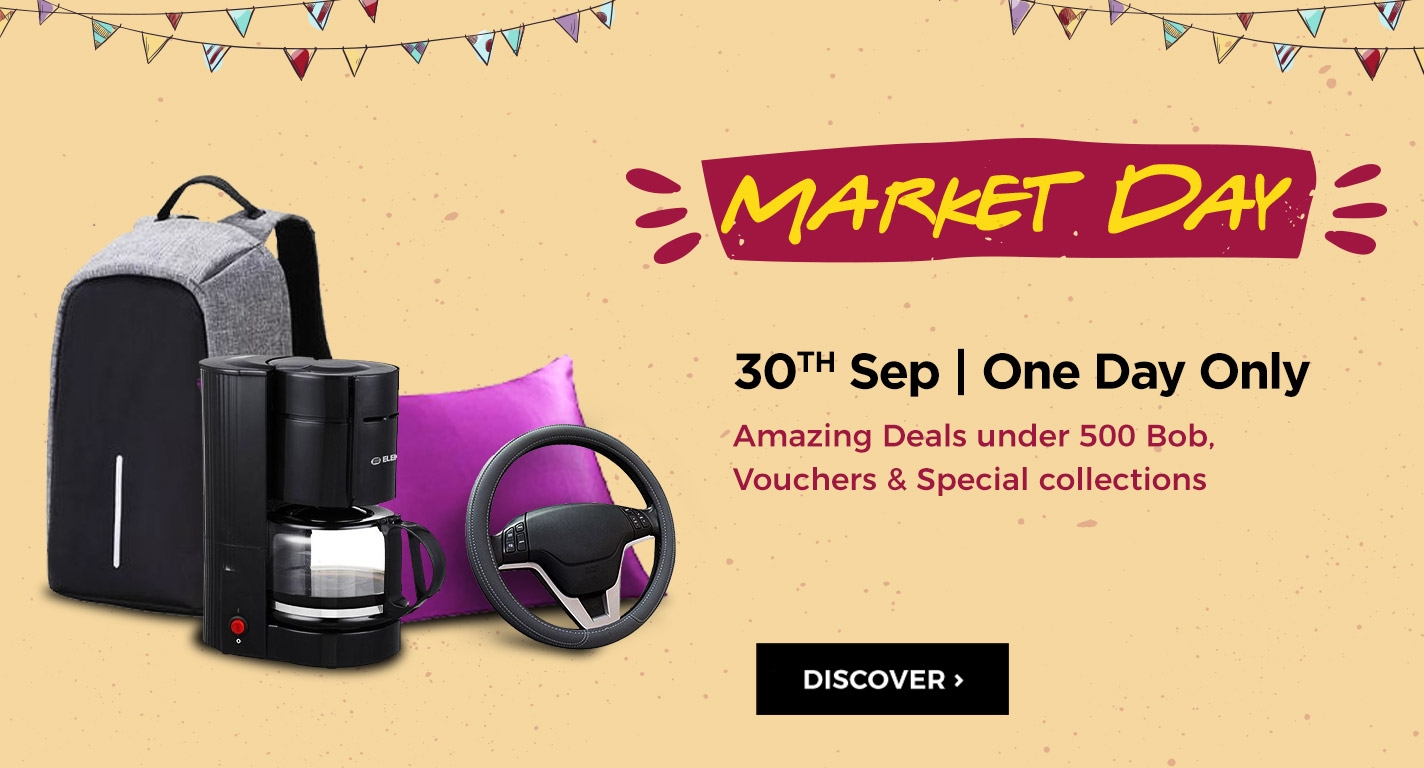 MARKET DAY
30TH Sep | One Day Only
Amazing Deals under 500 Bob,
Vouchers & Special collections
DISCOVER ›